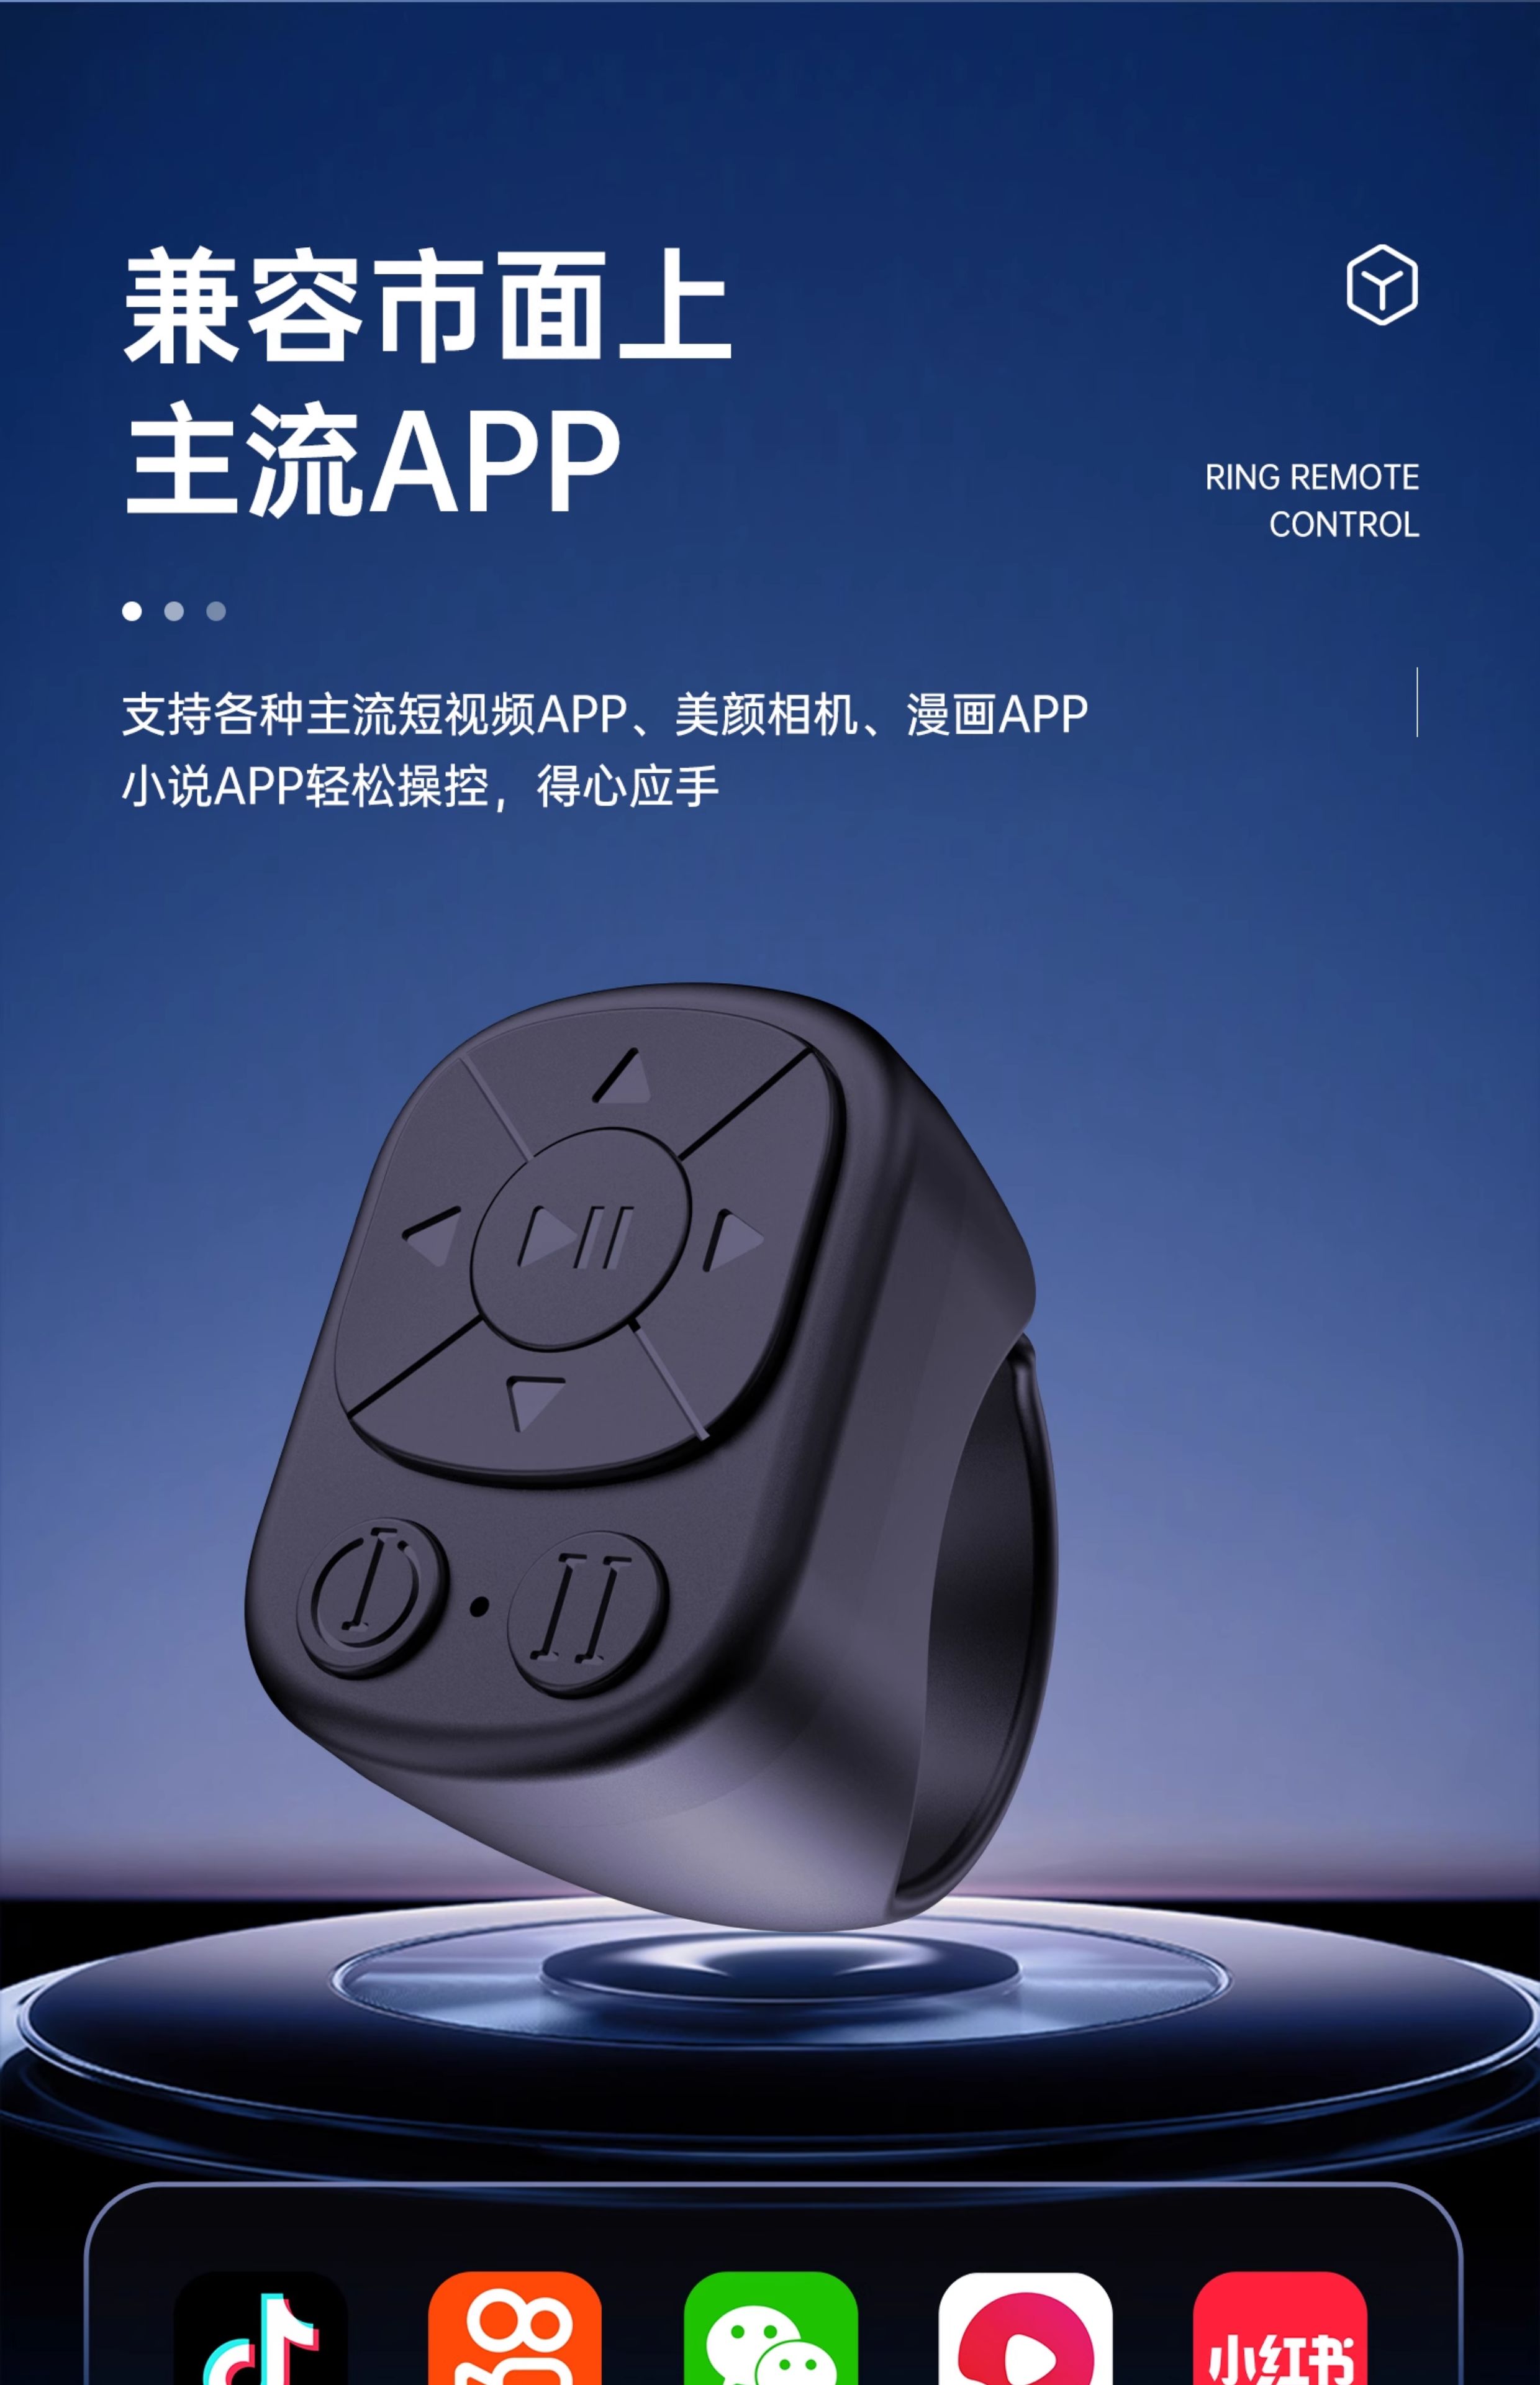 兼容市面上
主流APP
RING REMOTE
CONTROL
支持各种主流短视频APP、美颜相机、漫画APP
小说APP轻松操控，得心应手
I
II
小红书